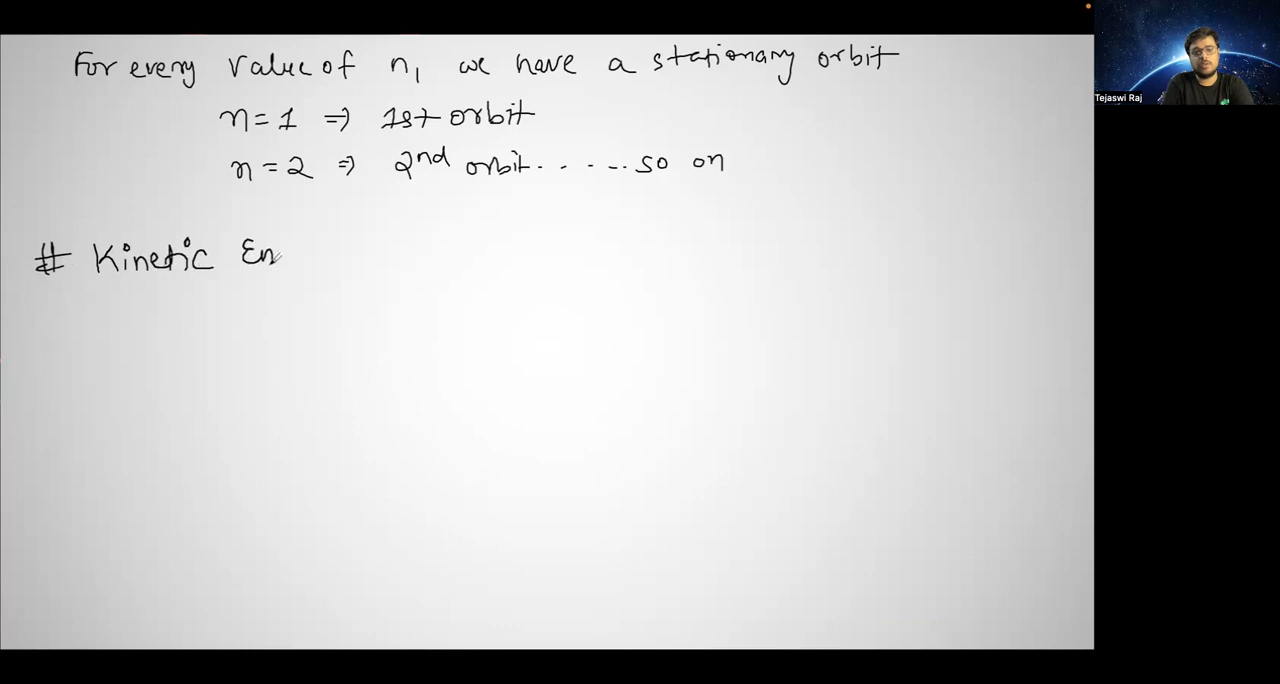 For every value of n, we have a stationary orbit
n = 1 ⇒ 1st orbit
n = 2 ⇒ 2nd orbit. . . . . . so on
# Kinetic En
Tejaswi Raj